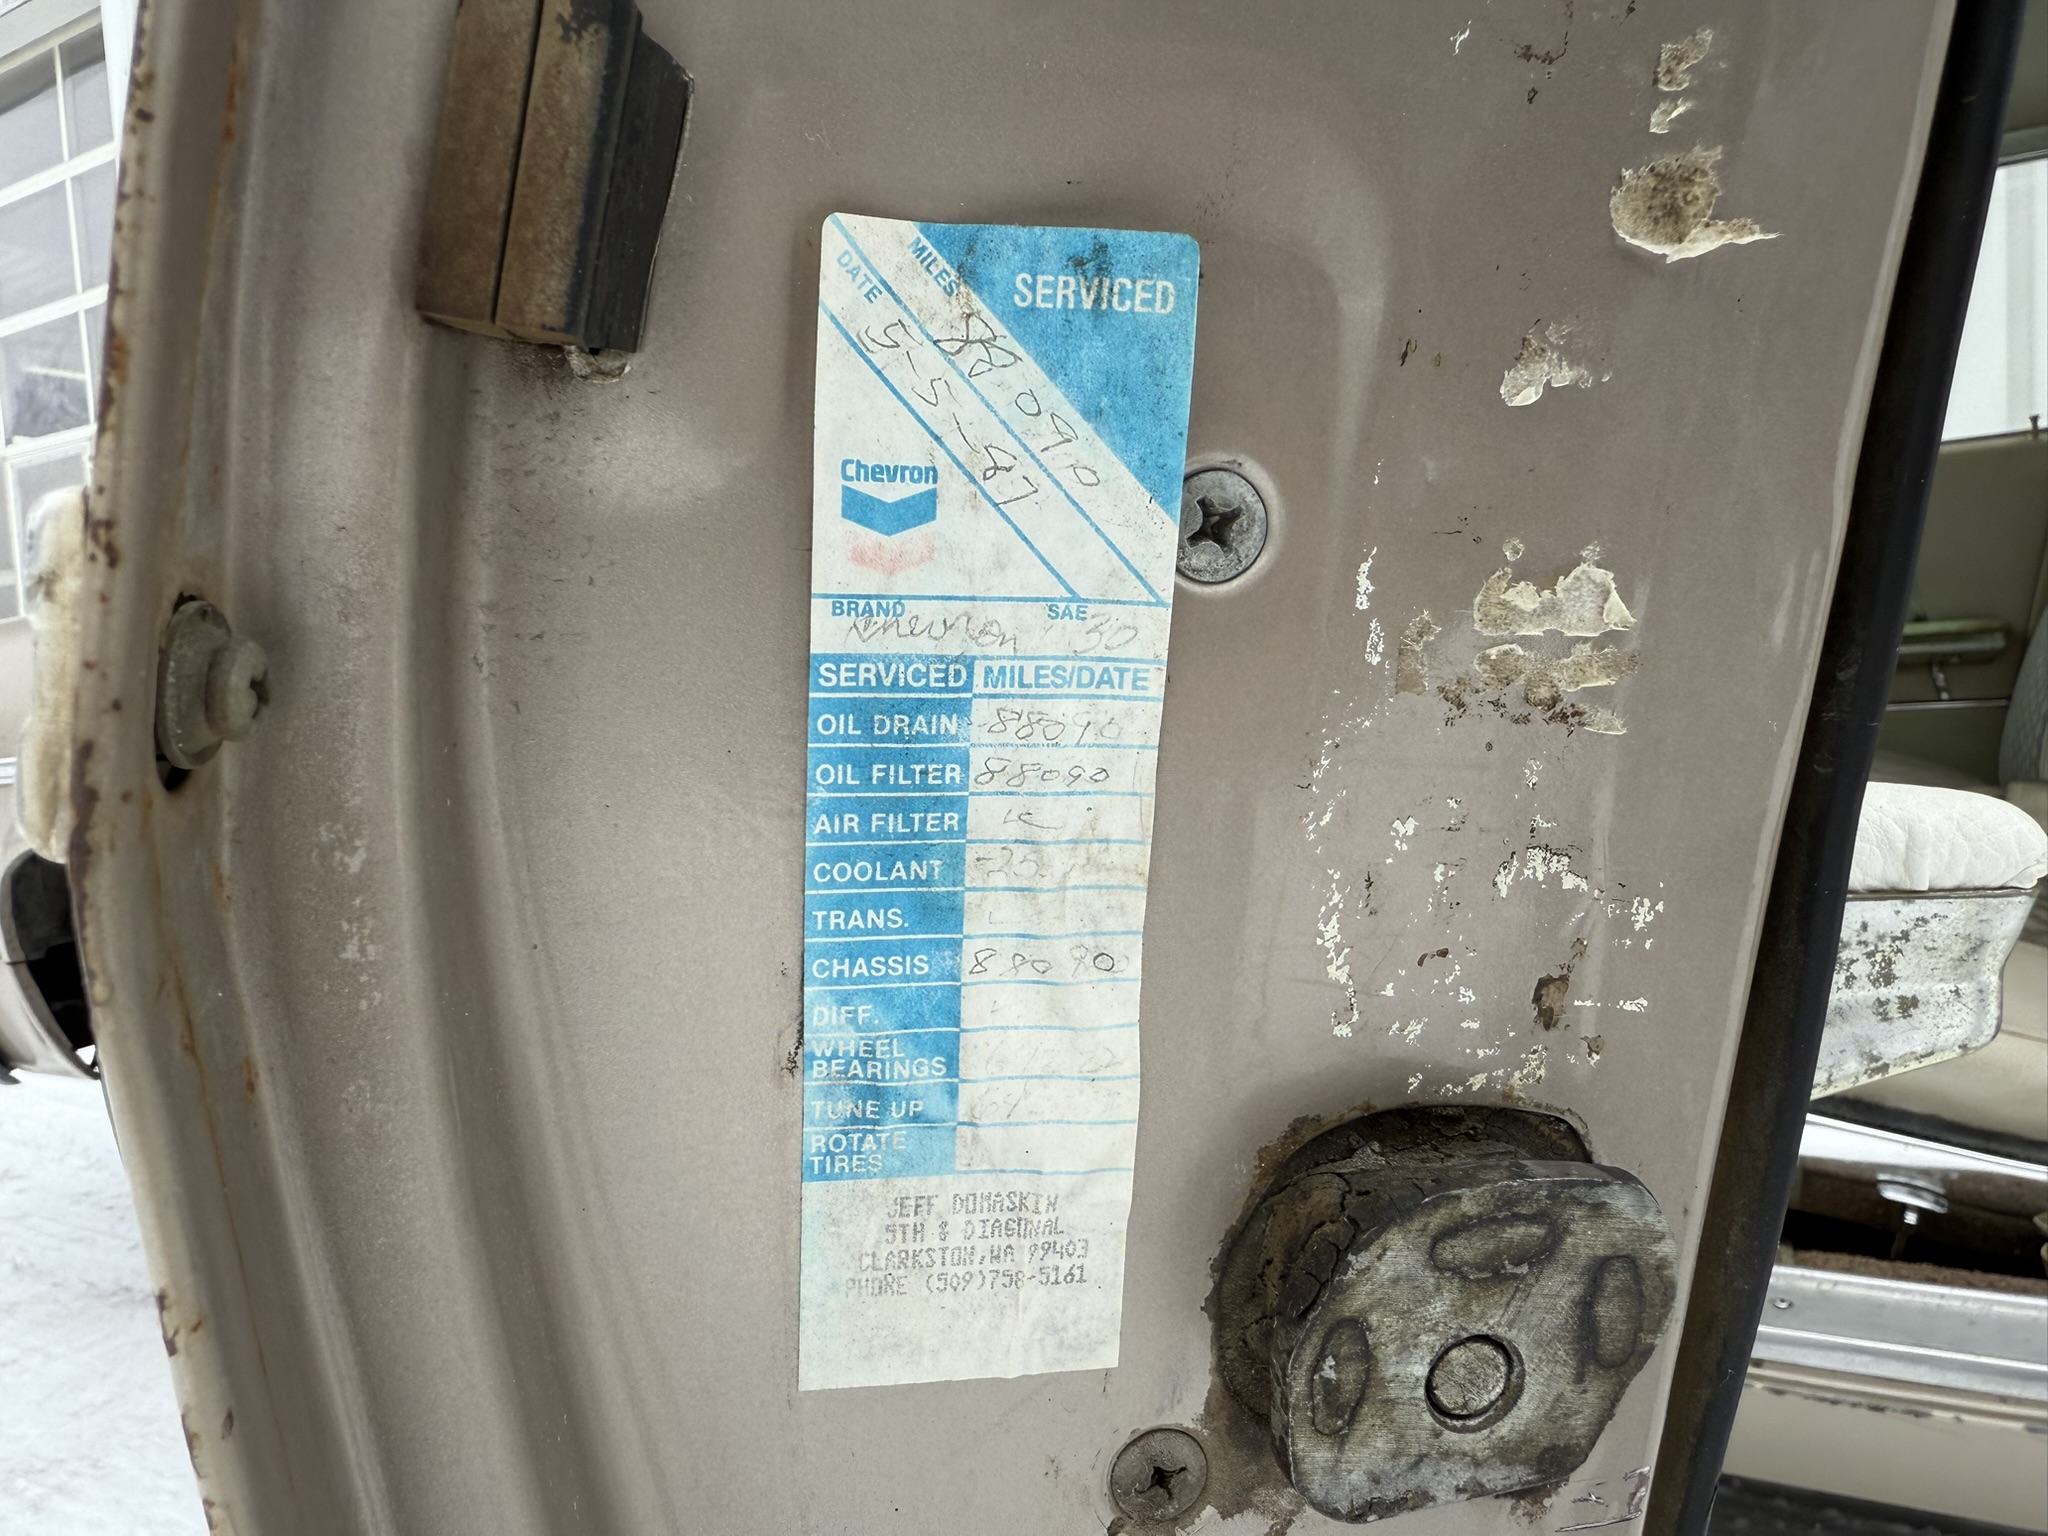 SERVICED
MILES 88090
DATE 5-5-87
Chevron
BRAND SAE
Chevron 30
SERVICED MILES/DATE
OIL DRAIN 88090
OIL FILTER 88090
AIR FILTER
COOLANT -25
TRANS.
CHASSIS 88090
DIFF.
WHEEL
BEARINGS
TUNE UP
ROTATE
TIRES
JEFF DOMASKIN
5TH & DIAGONAL
CLARKSTON, WA 99403
PHONE (509)758-5161